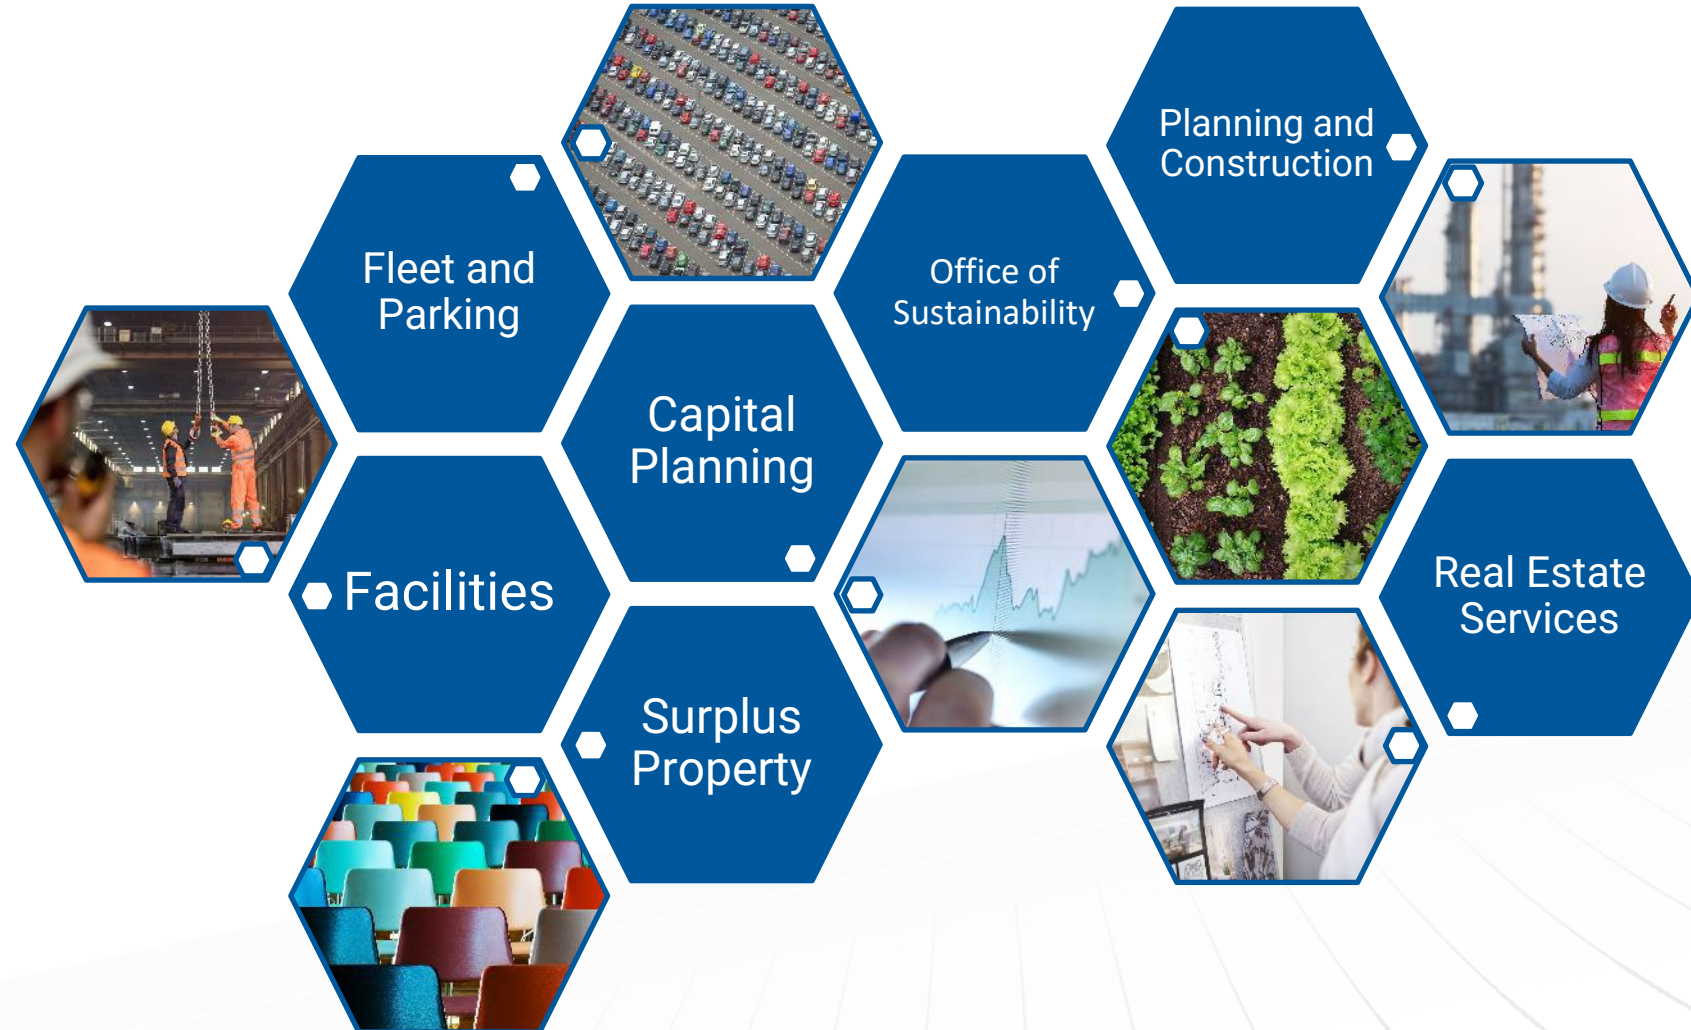 Planning and
Construction
Fleet and
Parking
Office of
Sustainability
Capital
Planning
Facilities
Real Estate
Services
Surplus
Property